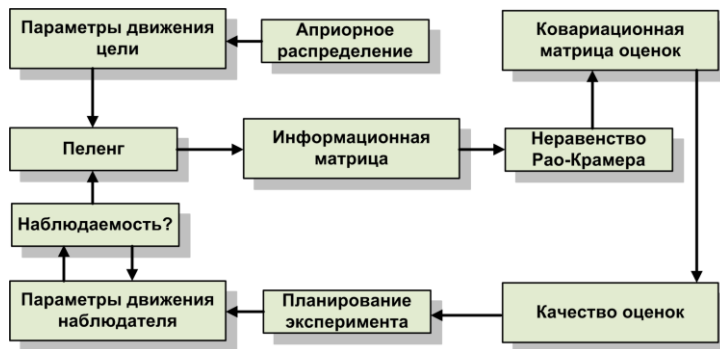 Параметры движения
цели
Априорное
распределение
Ковариационная
матрица оценок
Пеленг
Информационная
матрица
Неравенство
Рао-Крамера
Наблюдаемость?
Параметры движения
наблюдателя
Планирование
эксперимента
Качество оценок